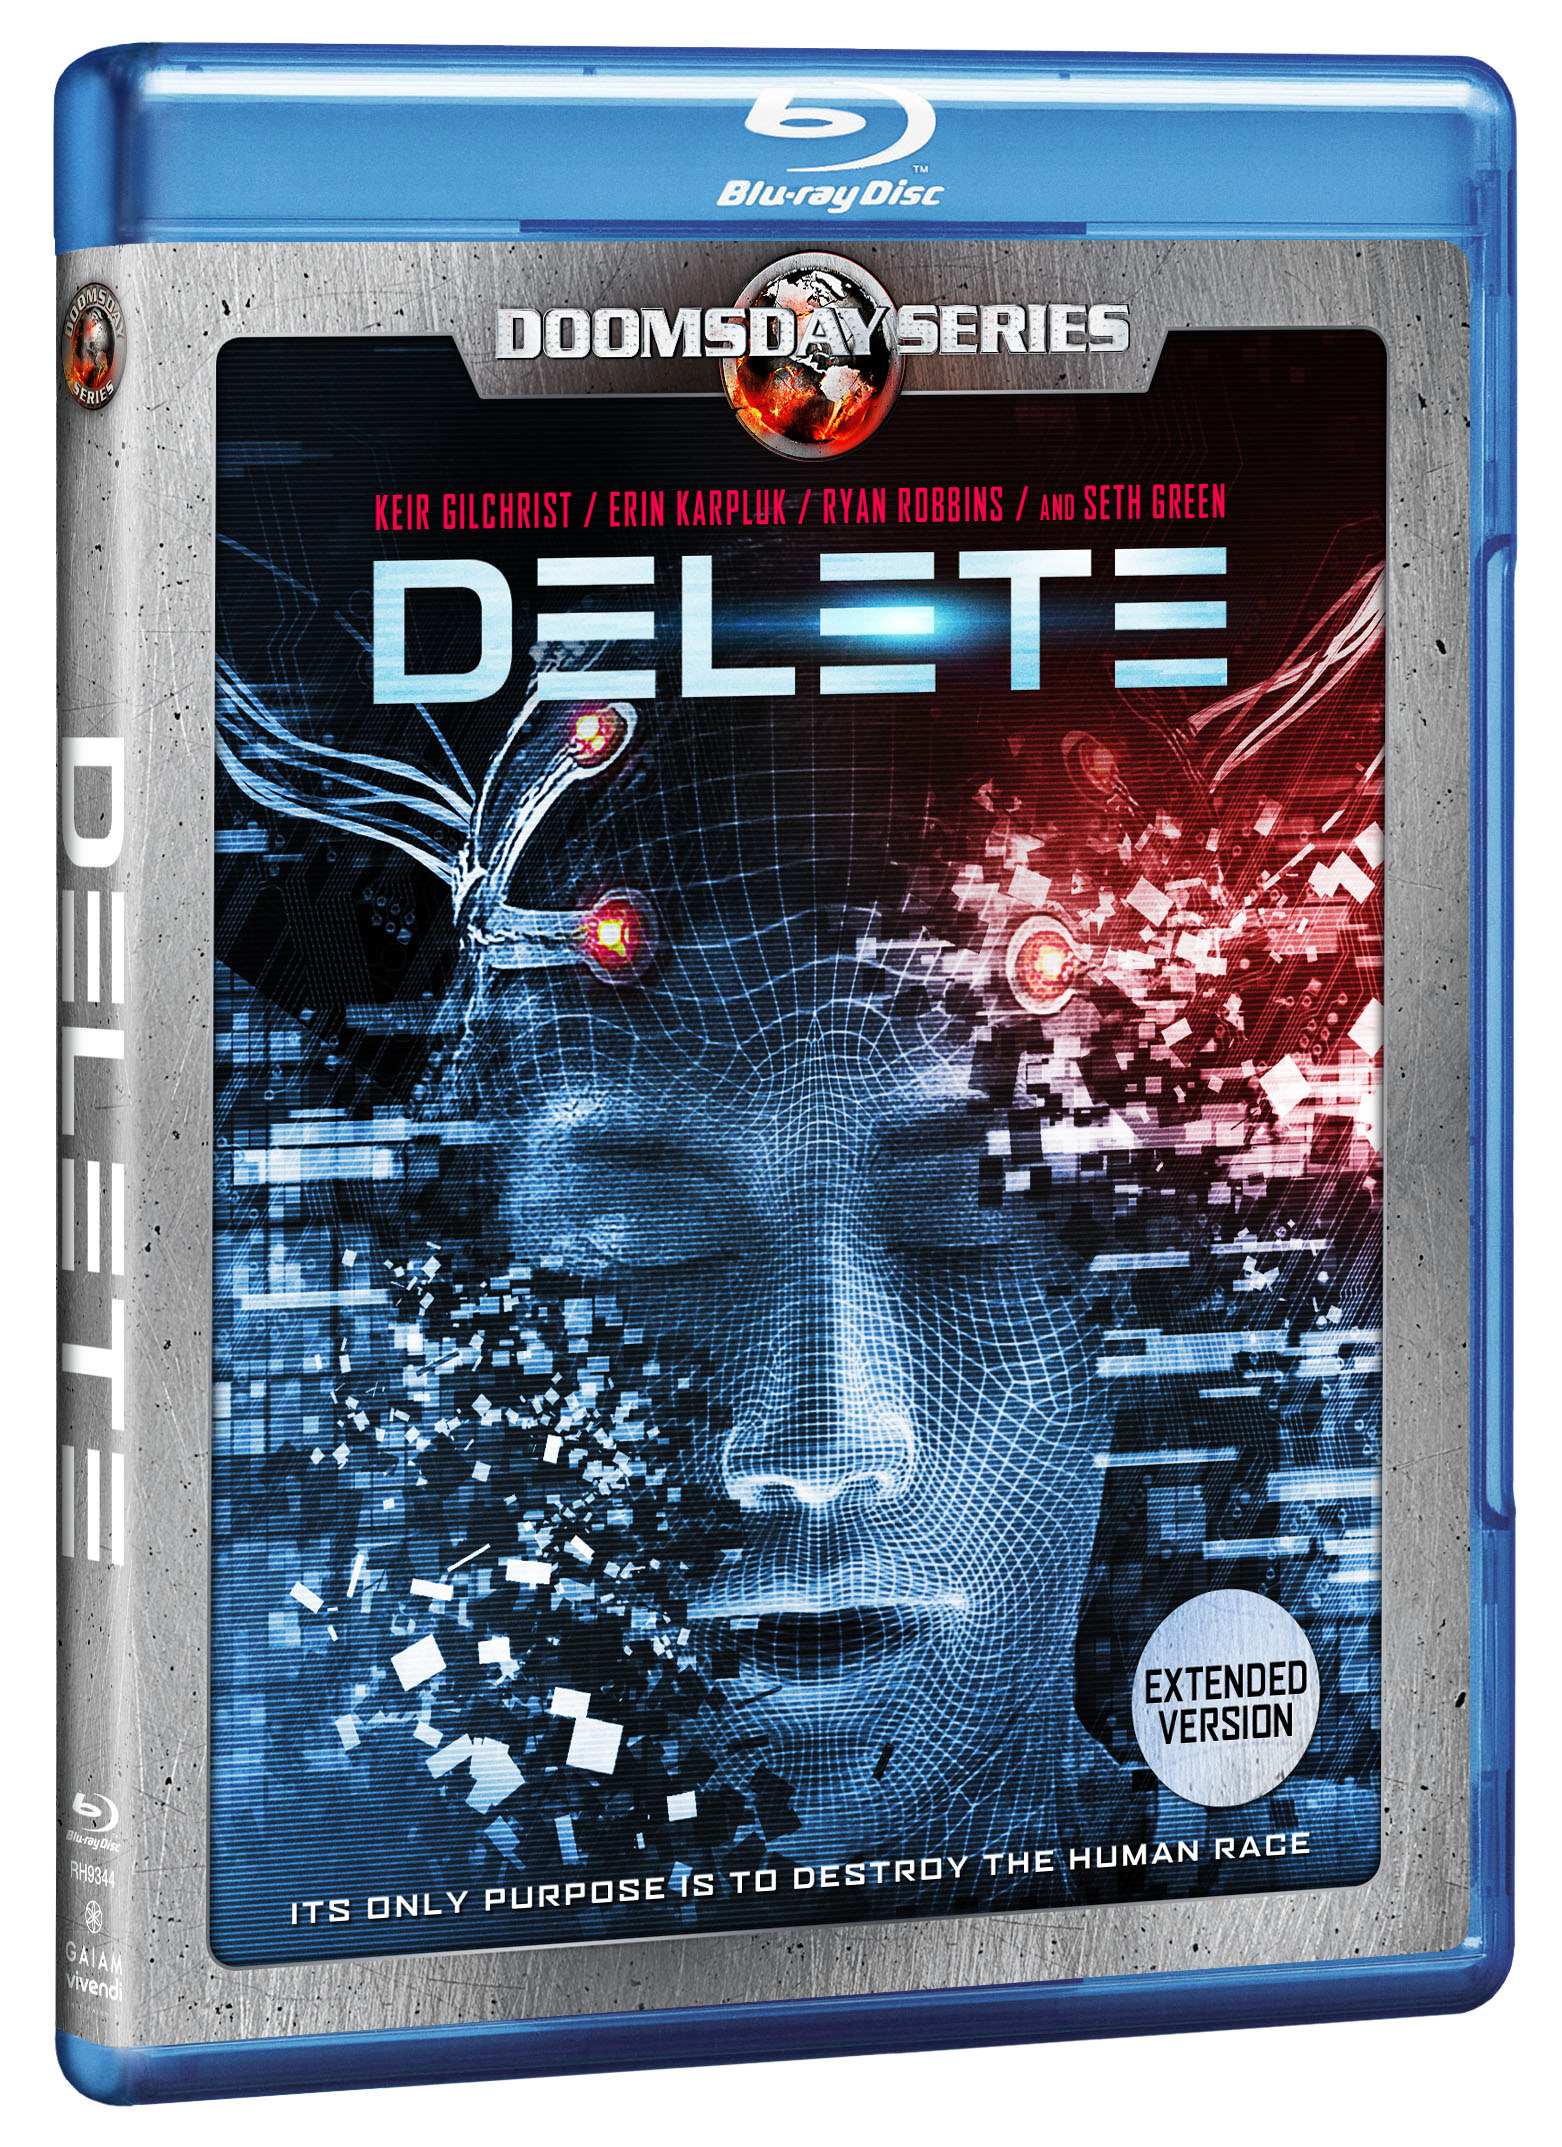 Blu-ray Disc
TM
DOOMSDAY SERIES
KEIR GILCHRIST / ERIN KARPLUK / RYAN ROBBINS / AND SETH GREEN
DELETE
EXTENDED
VERSION
ITS ONLY PURPOSE IS TO DESTROY THE HUMAN RACE
DOOMSDAY
SERIES
DELETE
Blu-ray Disc
RH9344
GAIAM
vivendi